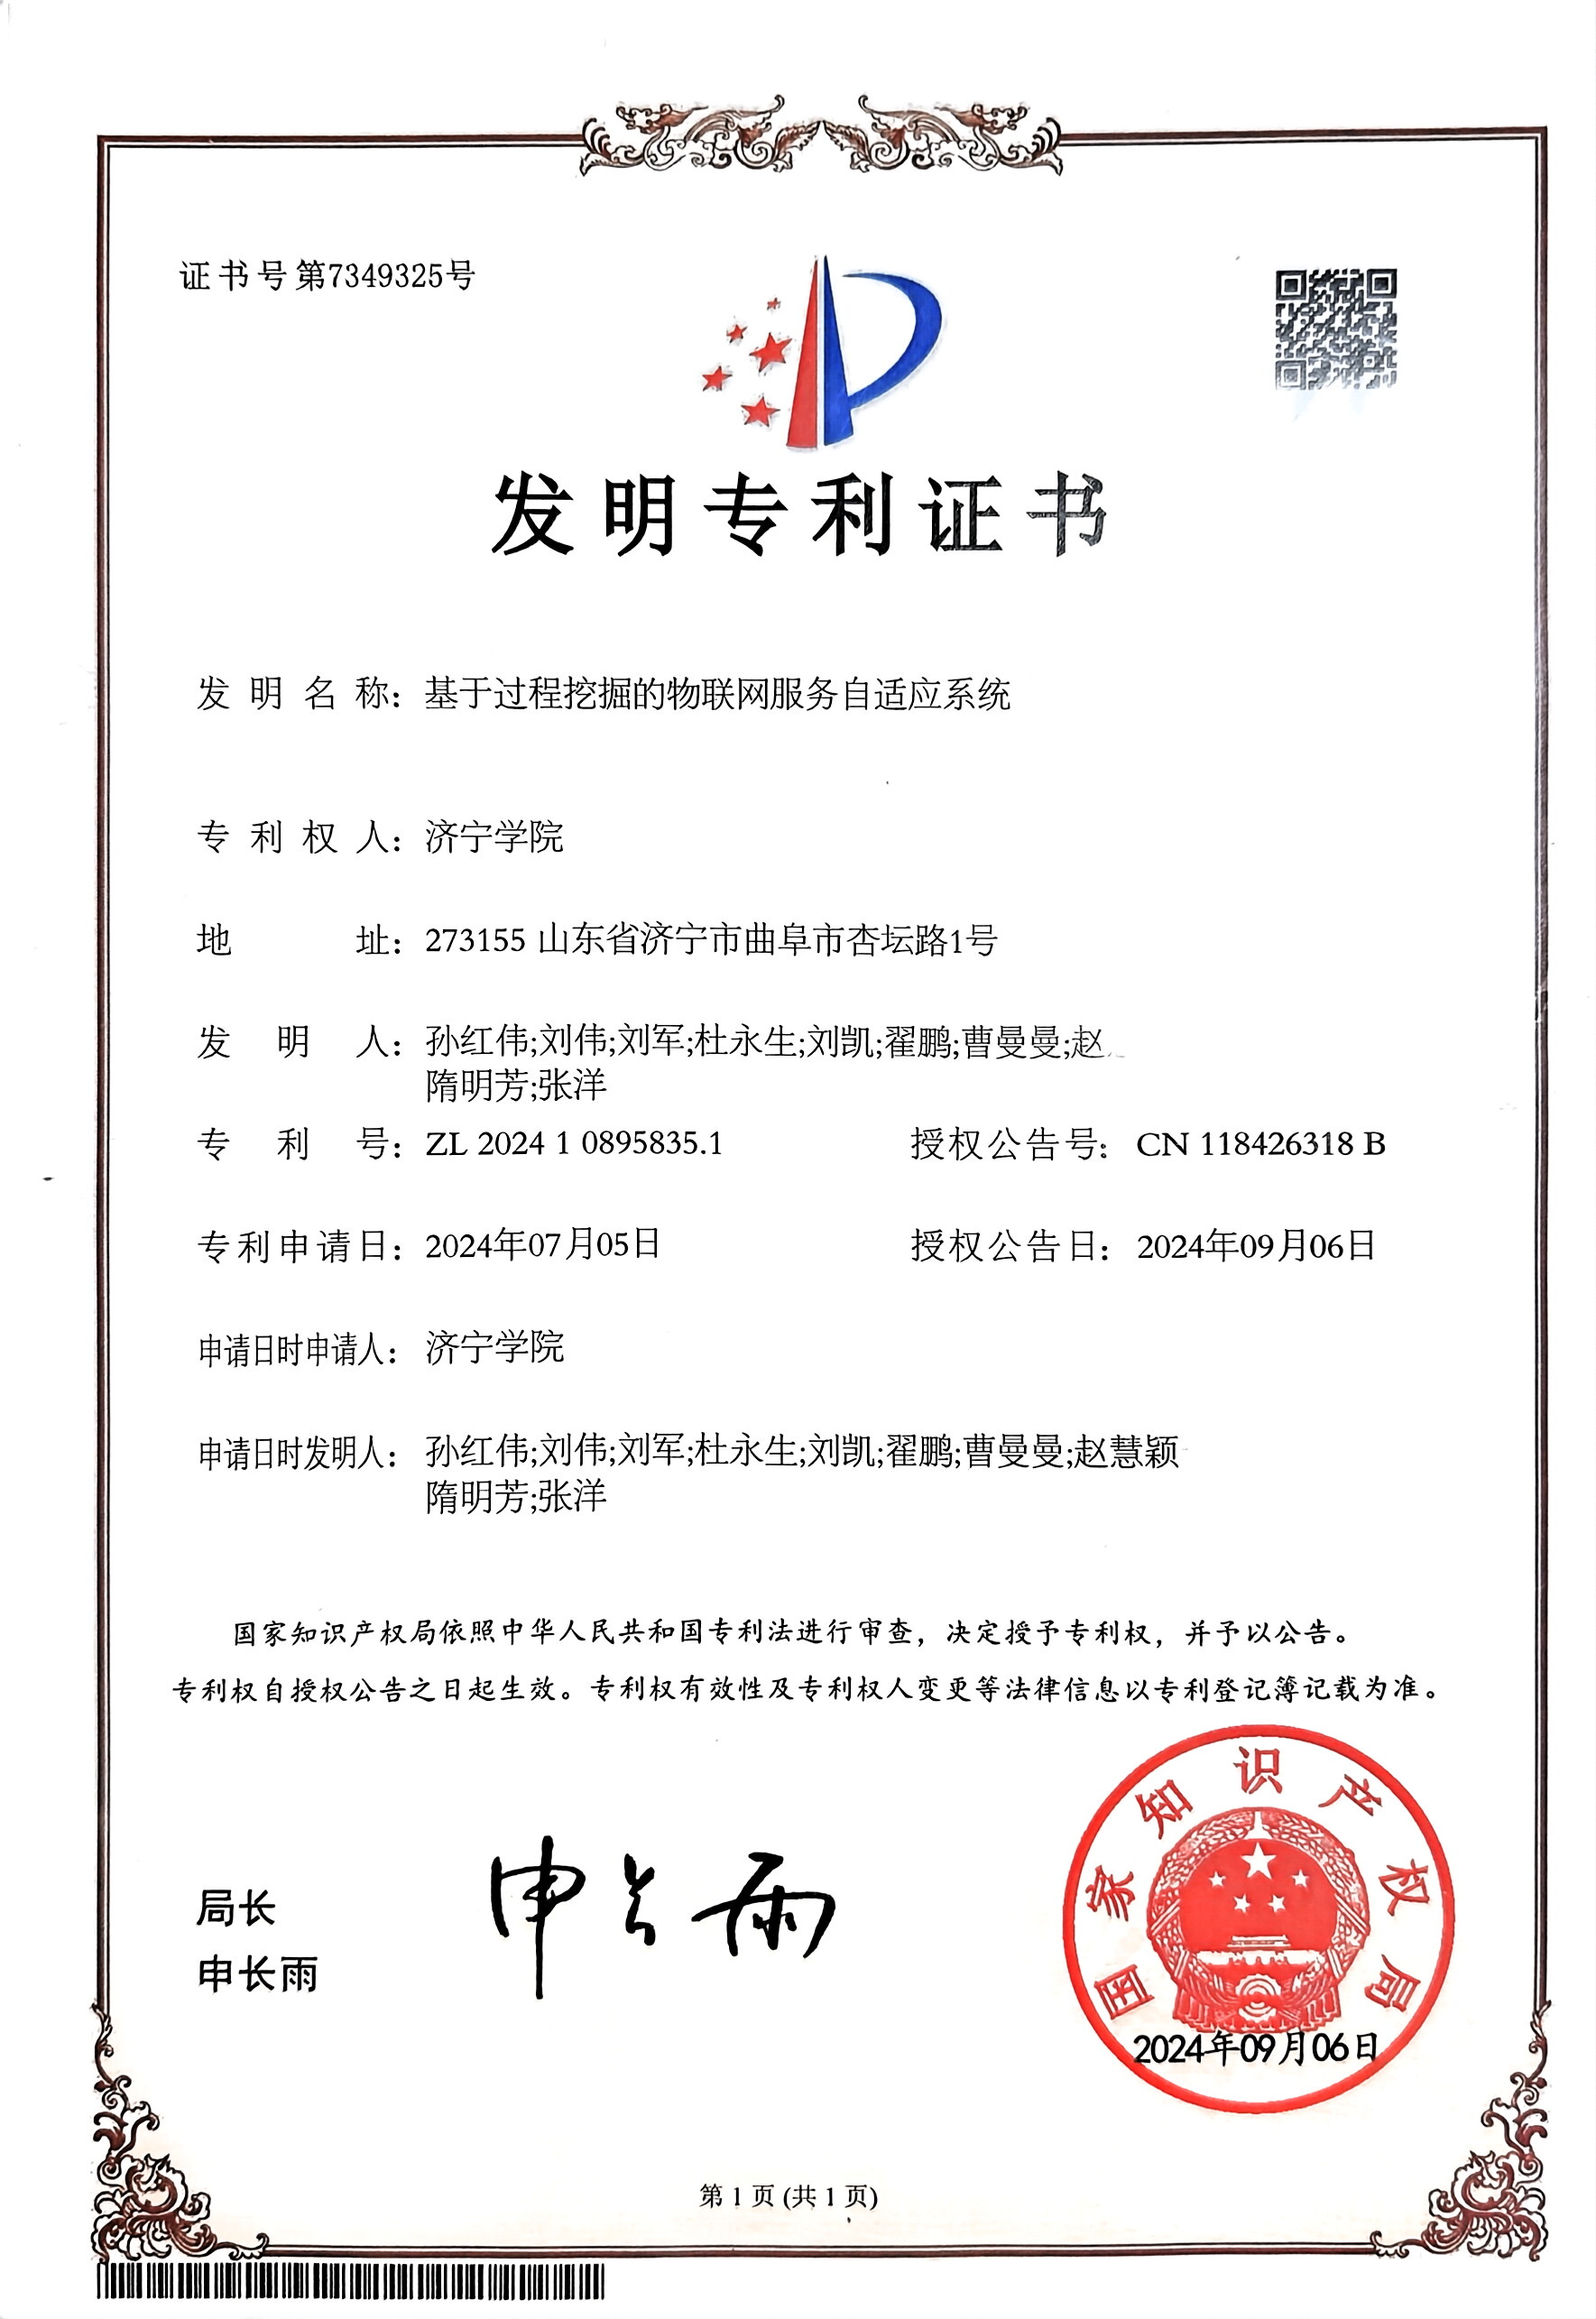 证书号第7349325号
发明专利证书
发明名称：基于过程挖掘的物联网服务自适应系统
专利权人：济宁学院
地址：273155 山东省济宁市曲阜市杏坛路1号
发明人：孙红伟;刘伟;刘军;杜永生;刘凯;翟鹏;曹曼曼;赵
隋明芳;张洋
专利号：ZL 2024 1 0895835.1 授权公告号：CN 118426318 B
专利申请日：2024年07月05日 授权公告日：2024年09月06日
申请日时申请人：济宁学院
申请日时发明人：孙红伟;刘伟;刘军;杜永生;刘凯;翟鹏;曹曼曼;赵慧颖
隋明芳;张洋
国家知识产权局依照中华人民共和国专利法进行审查，决定授予专利权，并予以公告。
专利权自授权公告之日起生效。专利权有效性及专利权人变更等法律信息以专利登记簿记载为准。
局长
申长雨
申长雨
国家知识产权局
2024年09月06日
第 1 页 (共 1 页)